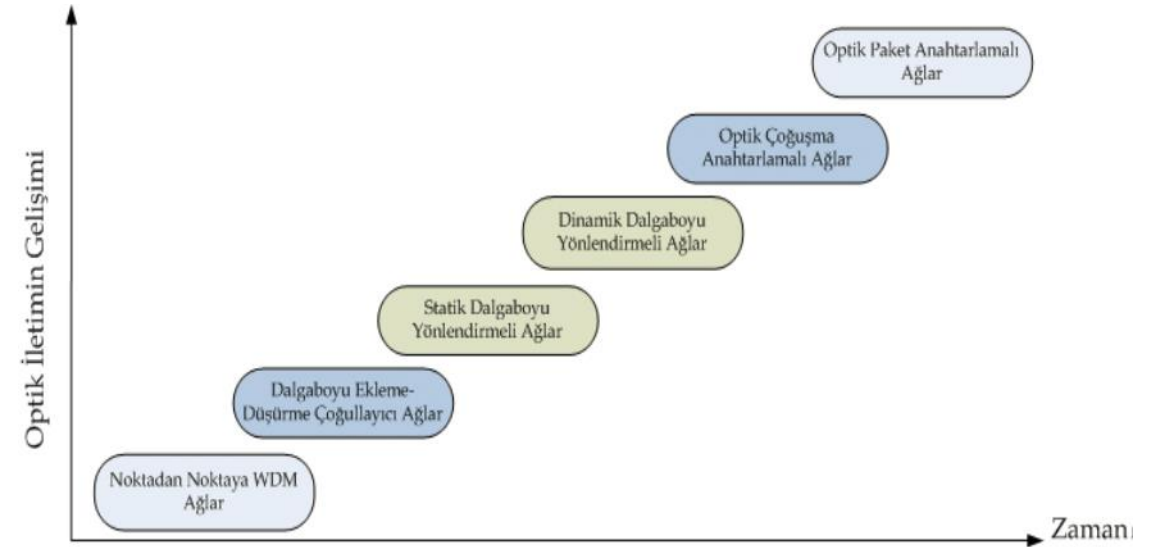 Optik Paket Anahtarlamalı
Ağlar
Optik Çoğuşma
Anahtarlamalı Ağlar
Dinamik Dalgaboyu
Yönlendirmeli Ağlar
Statik Dalgaboyu
Yönlendirmeli Ağlar
Dalgaboyu Ekleme-
Düşürme Çoğullayıcı Ağlar
Noktadan Noktaya WDM
Ağlar
Optik İletimin Gelişimi
Zaman